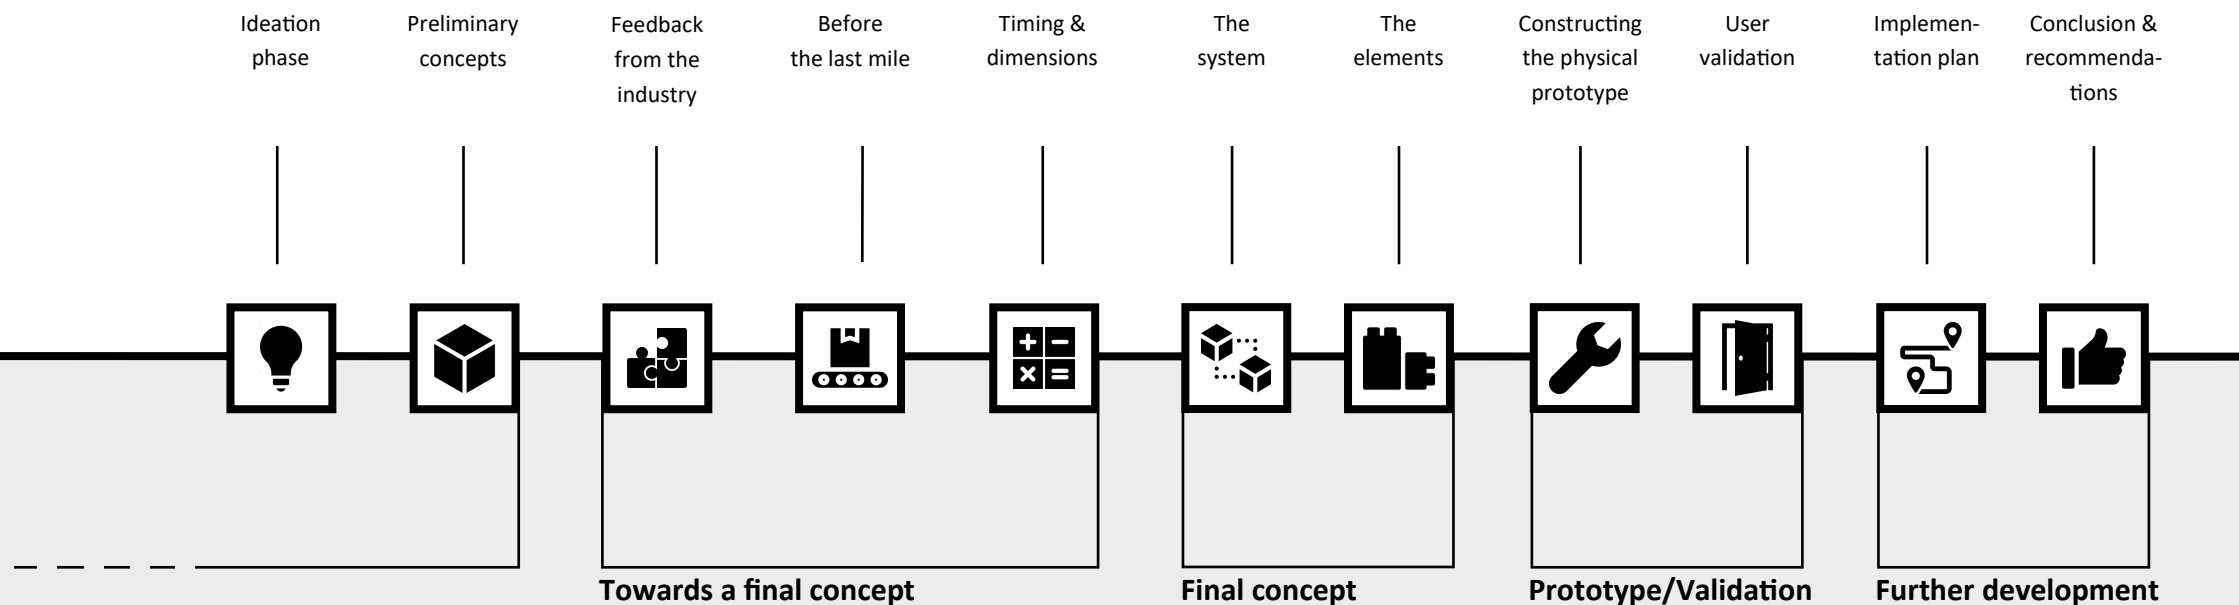 Ideation
phase
Preliminary
concepts
Feedback
from the
industry
Before
the last mile
Timing &
dimensions
The
system
The
elements
Constructing
the physical
prototype
User
validation
Implemen-
tation plan
Conclusion &
recommenda-
tions
Towards a final concept
Final concept
Prototype/Validation
Further development